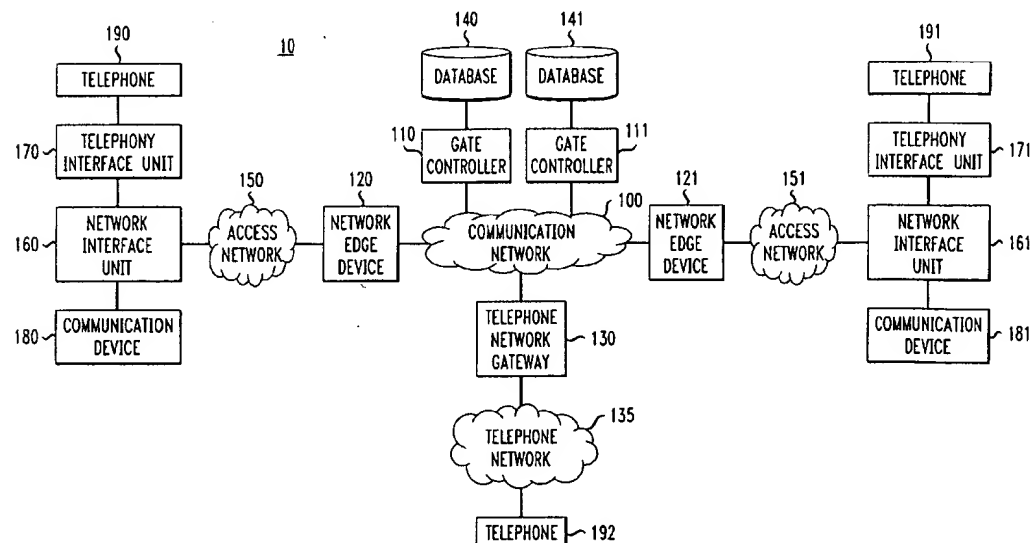 190
10
140
141
191
TELEPHONE
DATABASE
DATABASE
TELEPHONE
170
TELEPHONY
INTERFACE UNIT
110
GATE
CONTROLLER
GATE
CONTROLLER
111
TELEPHONY
INTERFACE UNIT
171
150
120
100
121
151
160
NETWORK
INTERFACE
UNIT
ACCESS
NETWORK
NETWORK
EDGE
DEVICE
COMMUNICATION
NETWORK
NETWORK
EDGE
DEVICE
ACCESS
NETWORK
NETWORK
INTERFACE
UNIT
161
180
COMMUNICATION
DEVICE
TELEPHONE
NETWORK
GATEWAY
130
COMMUNICATION
DEVICE
181
135
TELEPHONE
NETWORK
TELEPHONE
192